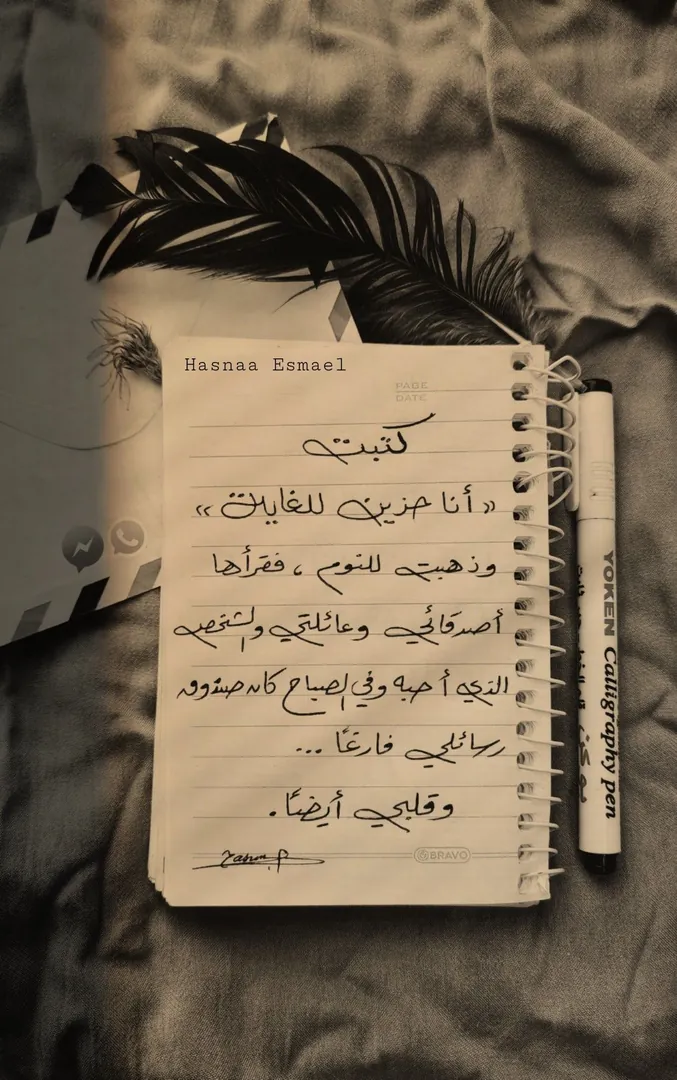 Hasnaa Esmael
PAGE
DATE
كتبت
« أنا حزين للغاية »
وذهبت للنوم ، فقرأها
أصدقائي وعائلتي والشخص
الذي أحبه وفي الصباح كان صندوق
رسائلي فارغًا ...
وقلبي أيضًا .
BRAVO
YOKEN Calligraphy pen